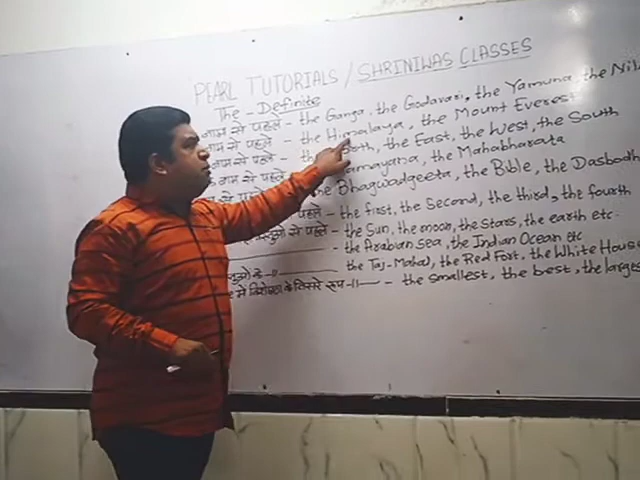 PEARL TUTORIALS / SHRINIWAS CLASSES
The - Definite
नाम से पहले - the Ganga, the Godavari, the Yamuna, the Nile
नाम से पहले - the Himalaya, the Mount Everest
नाम से पहले - the North, the East, the West, the South
नाम से पहले - the Ramayana, the Mahabharata
से पहले the Bhagwadgeeta, the Bible, the Dasbodh
पहले - the first, the Second, the third, the fourth
से पहले - the Sun, the moon, the Stars, the earth etc.
- the Arabian Sea, the Indian Ocean etc
the Taj-Mahal, the Red Fort, the White House
में विशेषण के तिसरे रूप -॥- the smallest, the best, the largest